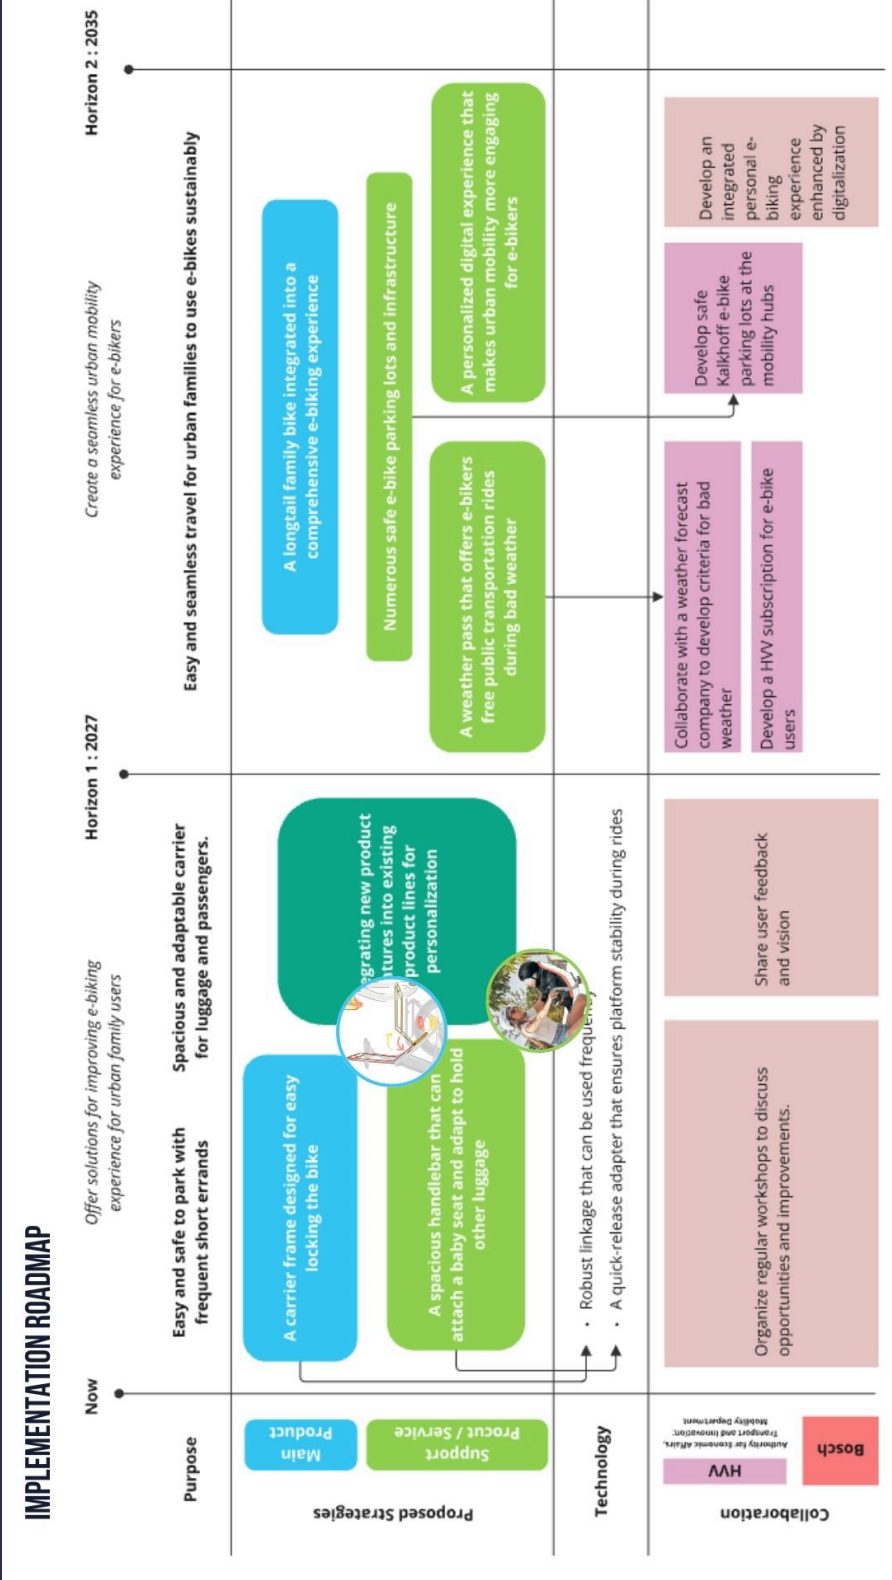 IMPLEMENTATION ROADMAP
Now
Horizon 1 : 2027
Horizon 2 : 2035
Offer solutions for improving e-biking
experience for urban family users
Create a seamless urban mobility
experience for e-bikers
Purpose
Easy and safe to park with
frequent short errands
Spacious and adaptable carrier
for luggage and passengers.
Easy and seamless travel for urban families to use e-bikes sustainably
Proposed Strategies
Main
Product
Support
Procut / Service
A carrier frame designed for easy
locking the bike
A spacious handlebar that can
attach a baby seat and adapt to hold
other luggage
new product
into existing
product lines for
personalization
A longtail family bike integrated into a
comprehensive e-biking experience
Numerous safe e-bike parking lots and infrastructure
A weather pass that offers e-bikers
free public transportation rides
during bad weather
A personalized digital experience that
makes urban mobility more engaging
for e-bikers
Technology
• Robust linkage that can be used
• A quick-release adapter that ensures platform stability during rides
Collaboration
HVV
Authority for Economic Affairs,
Transport and Innovation:
Mobility Department
Bosch
Organize regular workshops to discuss
opportunities and improvements.
Share user feedback
and vision
Collaborate with a weather forecast
company to develop criteria for bad
weather
Develop a HVV subscription for e-bike
users
Develop safe
Kalkhoff e-bike
parking lots at the
mobility hubs
Develop an
integrated
personal e-
biking
experience
enhanced by
digitalization